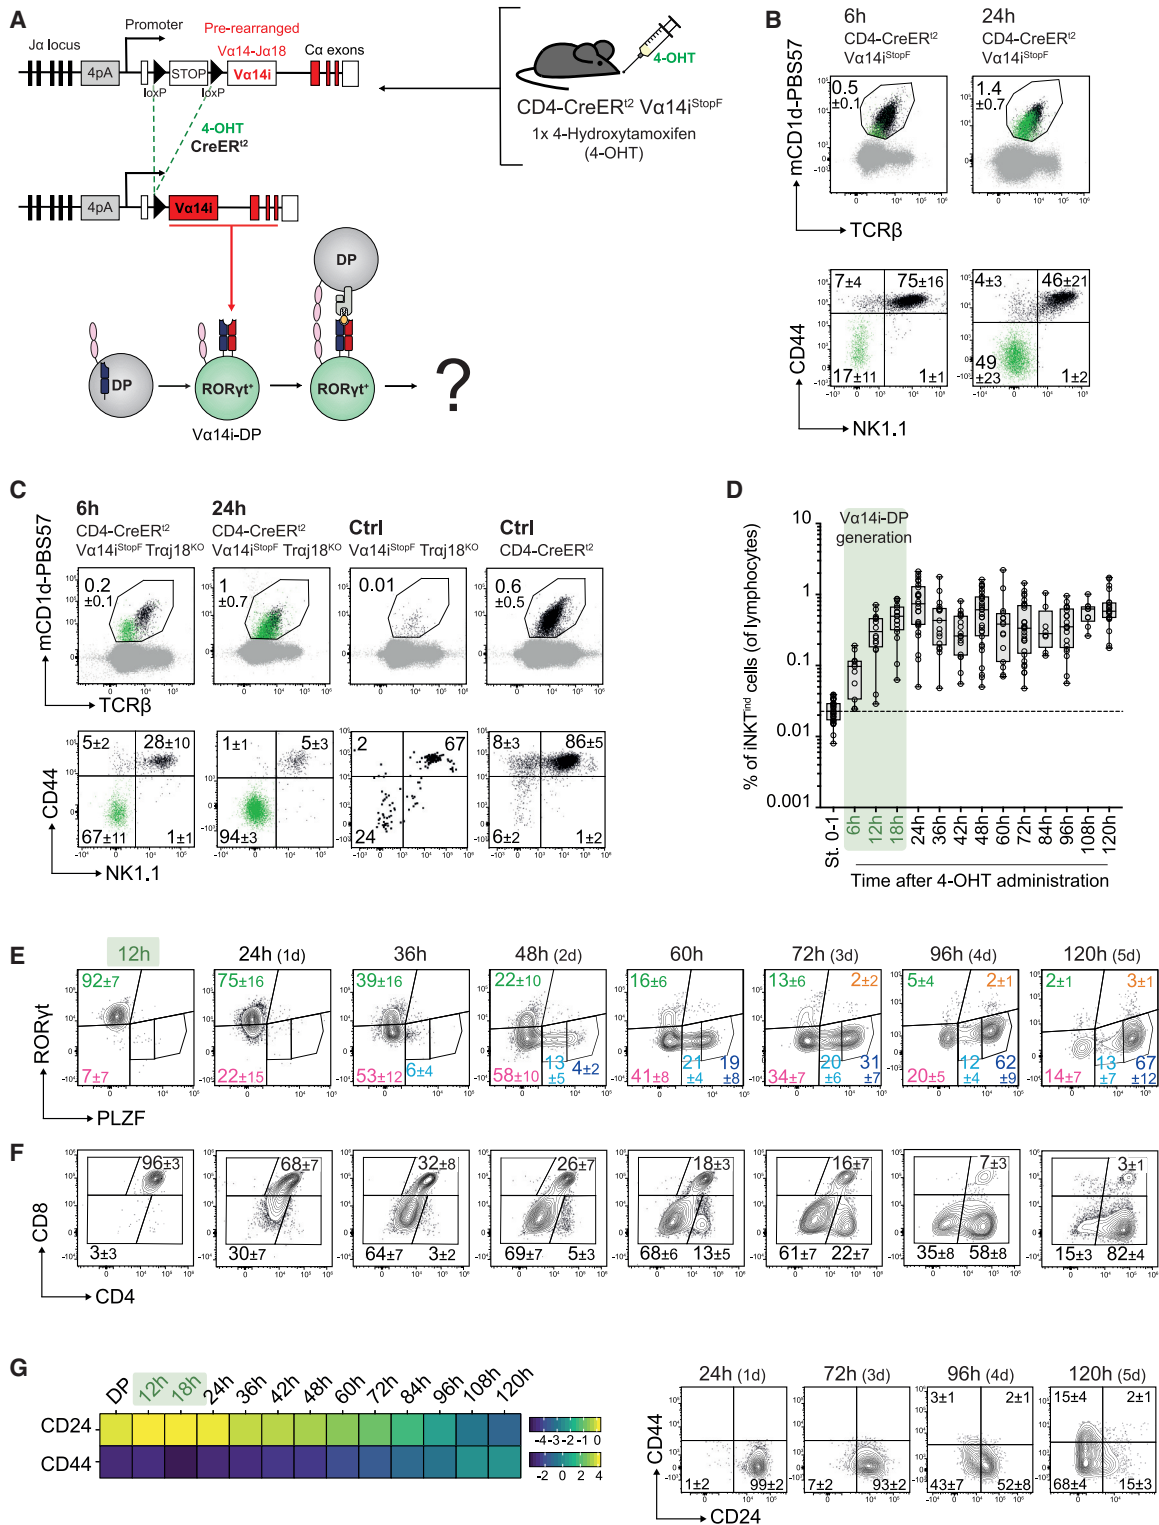 A
Promoter
Pre-rearranged
Vα14-Jα18
Jα locus
Cα exons
4pA
STOP
Vα14i
loxP
loxP
4-OHT
CreERt2
4pA
Vα14i
4-OHT
CD4-CreERt2 Vα14iStopF
1x 4-Hydroxytamoxifen
(4-OHT)
DP
DP
RORγt+
RORγt+
?
Vα14i-DP
B
6h
CD4-CreERt2
Vα14iStopF
24h
CD4-CreERt2
Vα14iStopF
mCD1d-PBS57
0.5
±0.1
1.4
±0.7
TCRβ
7±4
75±16
17±11
1±1
4±3
46±21
49
±23
1±2
CD44
NK1.1
C
6h
CD4-CreERt2
Vα14iStopF Traj18KO
24h
CD4-CreERt2
Vα14iStopF Traj18KO
Ctrl
Vα14iStopF Traj18KO
Ctrl
CD4-CreERt2
mCD1d-PBS57
0.2
±0.1
1
±0.7
0.01
0.6
±0.5
TCRβ
5±2
28±10
67±11
1±1
1±1
5±3
94±3
2
67
24
8±3
86±5
6±2
1±2
CD44
NK1.1
D
% of iNKTind cells (of lymphocytes)
10
1
0.1
0.01
0.001
Vα14i-DP
generation
St. 0-1
6h
12h
18h
24h
36h
42h
48h
60h
72h
84h
96h
108h
120h
Time after 4-OHT administration
E
12h
24h (1d)
36h
48h (2d)
60h
72h (3d)
96h (4d)
120h (5d)
RORγt
92±7
7±7
75±16
22±15
39±16
53±12
6±4
22±10
58±10
13
±5
4±2
16±6
41±8
21
±4
19
±8
13±6
2±2
34±7
20
±6
31
±7
5±4
2±1
20±5
12
±4
62
±9
2±1
3±1
14±7
13
±7
67
±12
PLZF
F
CD8
96±3
3±3
68±7
30±7
32±8
64±7
3±2
26±7
69±7
5±3
18±3
68±6
13±5
16±7
61±7
22±7
7±3
35±8
58±8
3±1
15±3
82±4
CD4
G
DP
12h
18h
24h
36h
42h
48h
60h
72h
84h
96h
108h
120h
CD24
CD44
-4 -3 -2 -1 0
-2 0 2 4
24h (1d)
72h (3d)
96h (4d)
120h (5d)
CD44
1±2
99±2
7±2
93±2
3±1
2±1
43±7
52±8
15±4
2±1
68±4
15±3
CD24